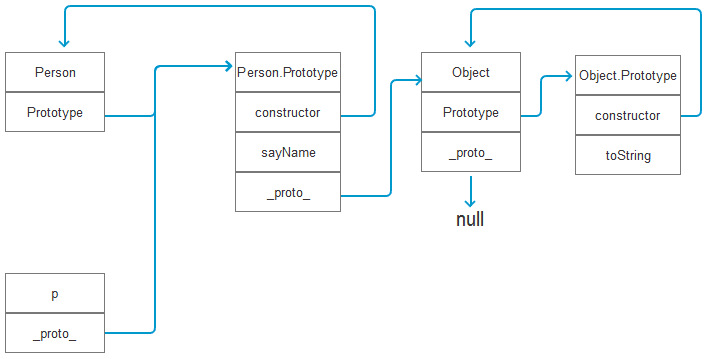 Person
Prototype
Person.Prototype
constructor
sayName
_proto_
Object
Prototype
_proto_
null
Object.Prototype
constructor
toString
p
_proto_